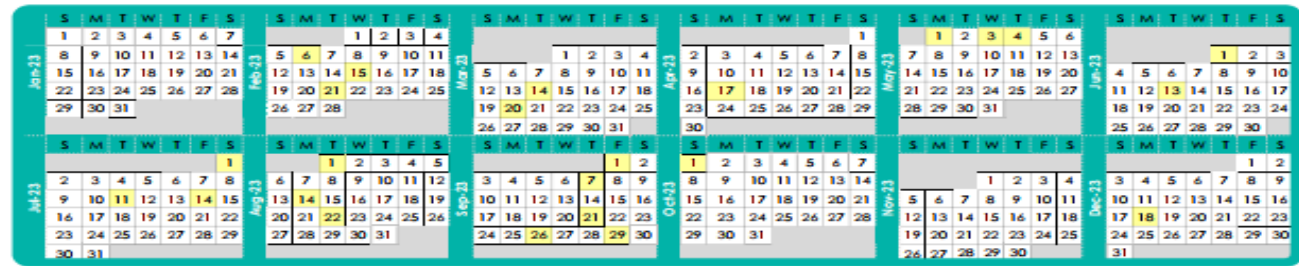 Jan-23
S M T W T F S
1 2 3 4 5 6 7
8 9 10 11 12 13 14
15 16 17 18 19 20 21
22 23 24 25 26 27 28
29 30 31
Feb-23
S M T W T F S
1 2 3 4
5 6 7 8 9 10 11
12 13 14 15 16 17 18
19 20 21 22 23 24 25
26 27 28
Mar-23
S M T W T F S
1 2 3 4
5 6 7 8 9 10 11
12 13 14 15 16 17 18
19 20 21 22 23 24 25
26 27 28 29 30 31
Apr-23
S M T W T F S
1
2 3 4 5 6 7 8
9 10 11 12 13 14 15
16 17 18 19 20 21 22
23 24 25 26 27 28 29
30
May-23
S M T W T F S
1 2 3 4 5 6
7 8 9 10 11 12 13
14 15 16 17 18 19 20
21 22 23 24 25 26 27
28 29 30 31
Jun-23
S M T W T F S
1 2 3
4 5 6 7 8 9 10
11 12 13 14 15 16 17
18 19 20 21 22 23 24
25 26 27 28 29 30
Jul-23
S M T W T F S
1
2 3 4 5 6 7 8
9 10 11 12 13 14 15
16 17 18 19 20 21 22
23 24 25 26 27 28 29
30 31
Aug-23
S M T W T F S
1 2 3 4 5
6 7 8 9 10 11 12
13 14 15 16 17 18 19
20 21 22 23 24 25 26
27 28 29 30 31
Sep-23
S M T W T F S
1 2
3 4 5 6 7 8 9
10 11 12 13 14 15 16
17 18 19 20 21 22 23
24 25 26 27 28 29 30
Oct-23
S M T W T F S
1 2 3 4 5 6 7
8 9 10 11 12 13 14
15 16 17 18 19 20 21
22 23 24 25 26 27 28
29 30 31
Nov-23
S M T W T F S
1 2 3 4
5 6 7 8 9 10 11
12 13 14 15 16 17 18
19 20 21 22 23 24 25
26 27 28 29 30
Dec-23
S M T W T F S
1 2
3 4 5 6 7 8 9
10 11 12 13 14 15 16
17 18 19 20 21 22 23
24 25 26 27 28 29 30
31